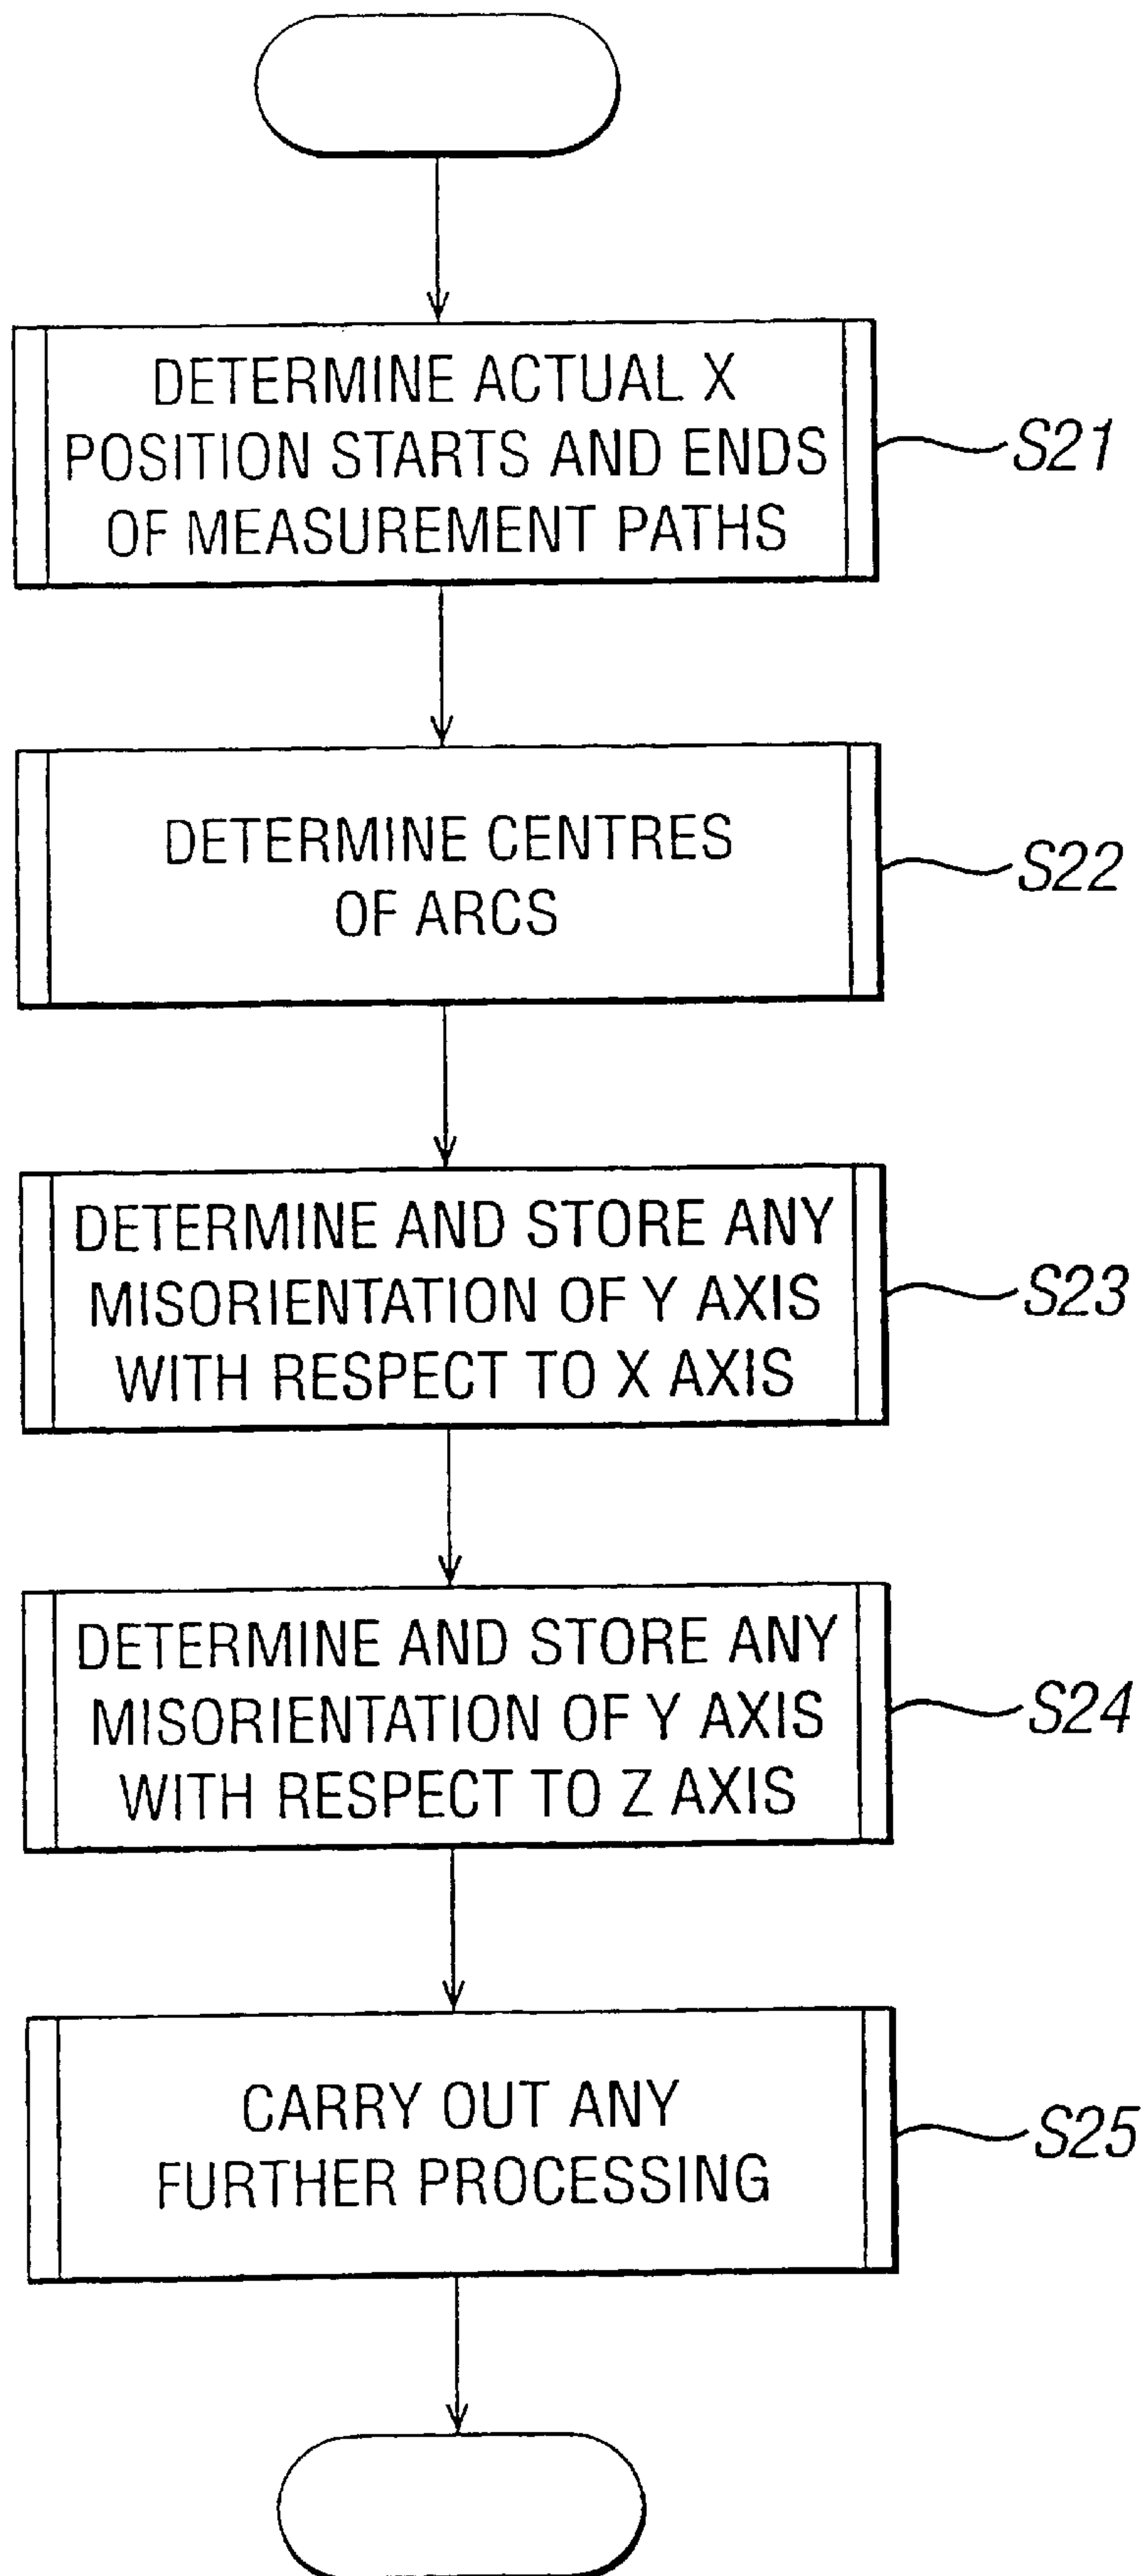 DETERMINE ACTUAL X
POSITION STARTS AND ENDS
OF MEASUREMENT PATHS
S21
DETERMINE CENTRES
OF ARCS
S22
DETERMINE AND STORE ANY
MISORIENTATION OF Y AXIS
WITH RESPECT TO X AXIS
S23
DETERMINE AND STORE ANY
MISORIENTATION OF Y AXIS
WITH RESPECT TO Z AXIS
S24
CARRY OUT ANY
FURTHER PROCESSING
S25